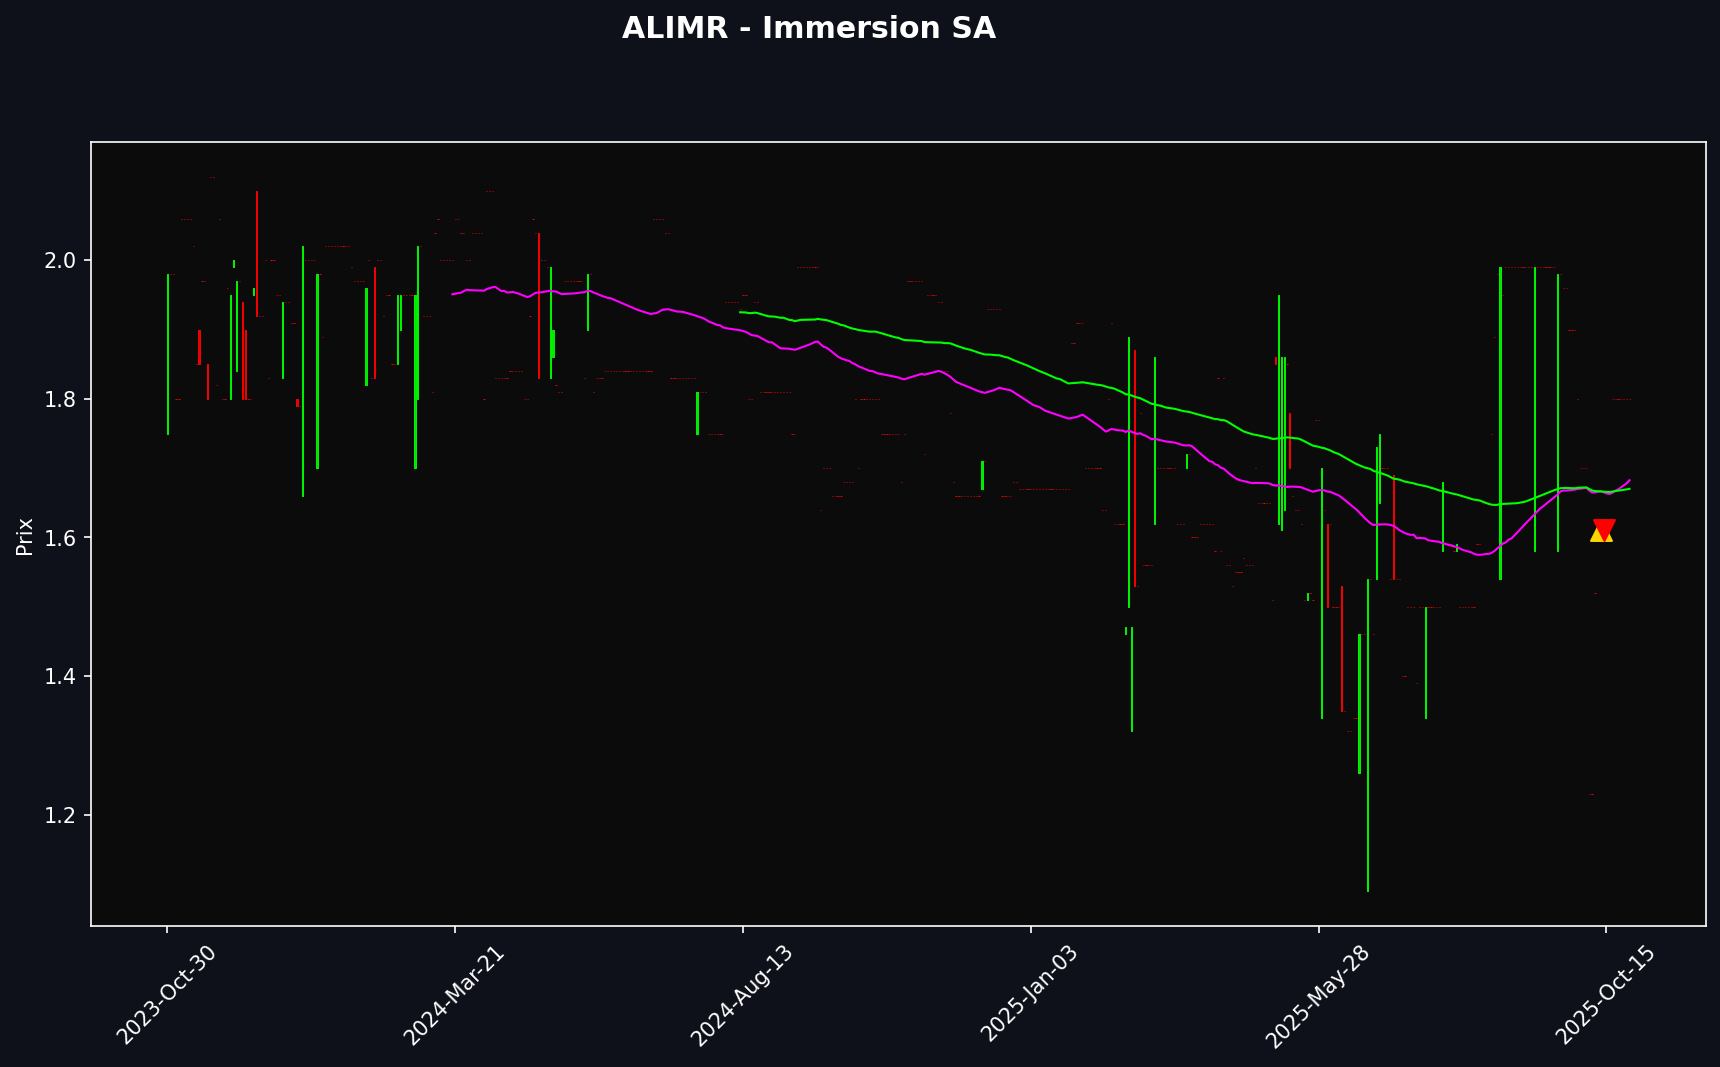 ALIMR - Immersion SA
Prix
2.0
1.8
1.6
1.4
1.2
2023-Oct-30
2024-Mar-21
2024-Aug-13
2025-Jan-03
2025-May-28
2025-Oct-15